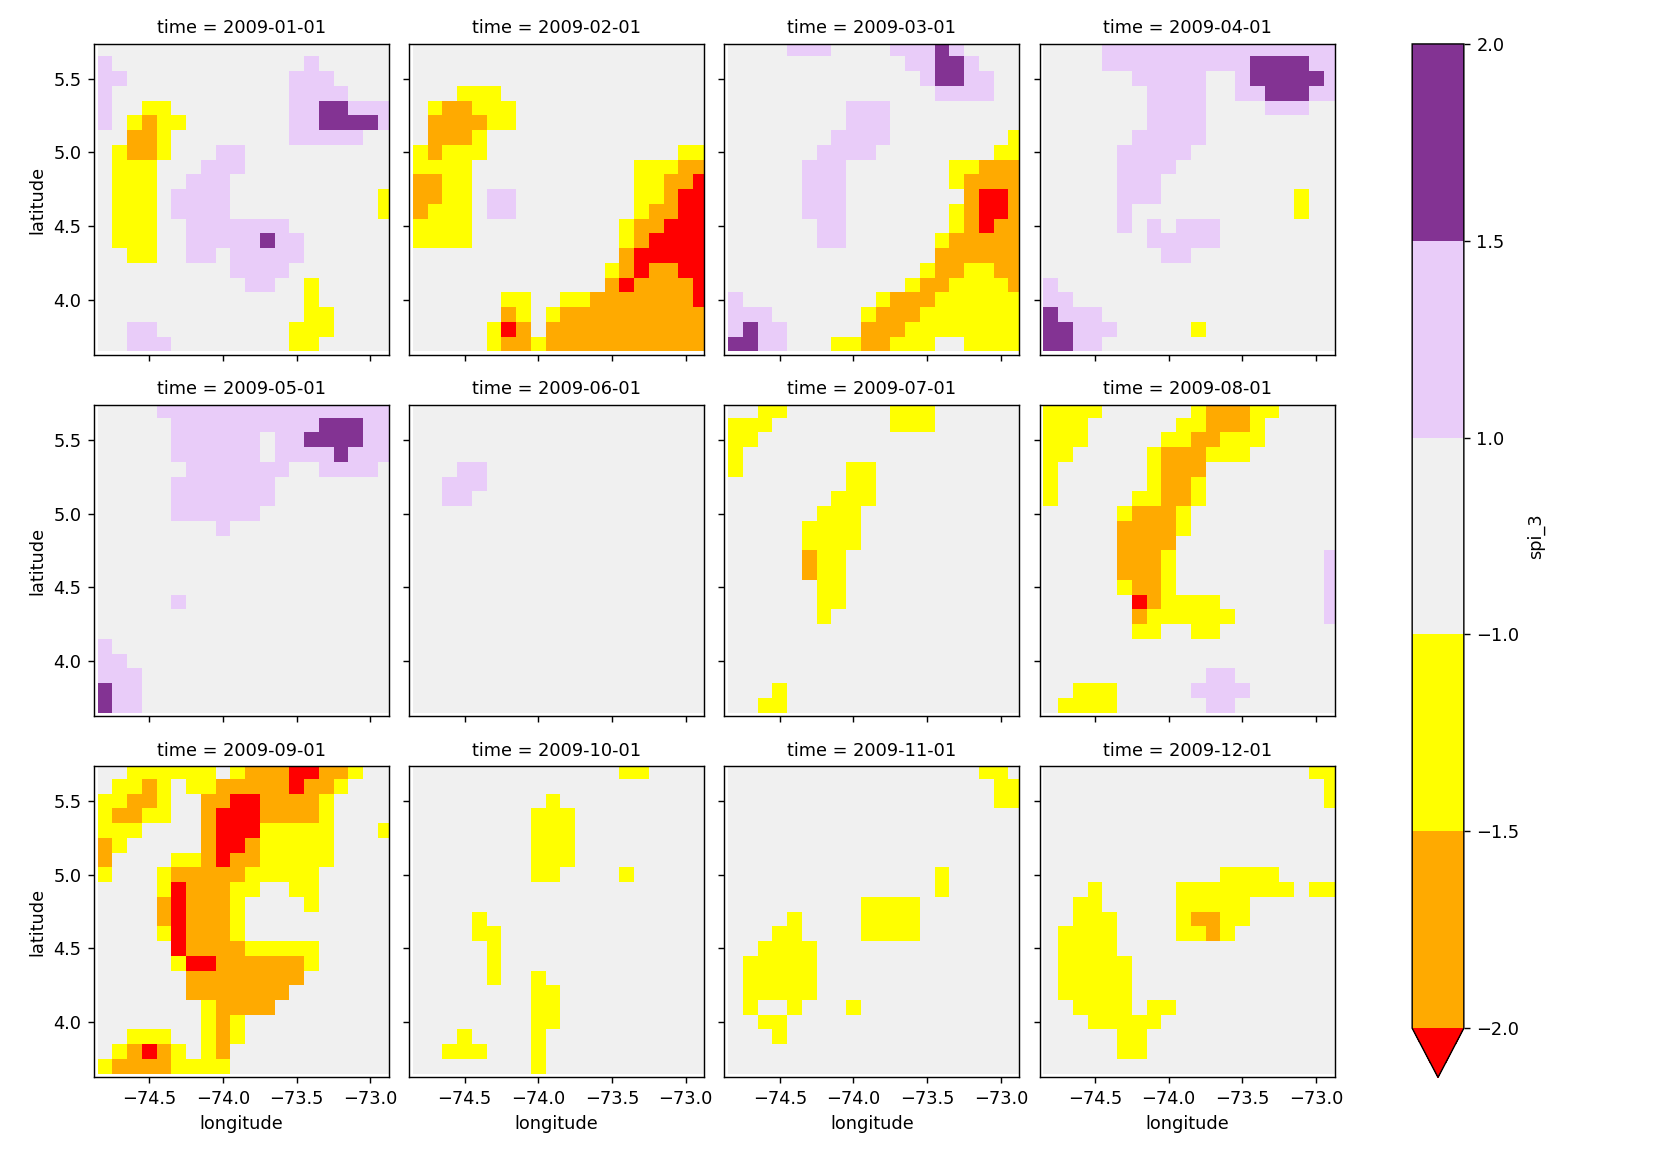 time = 2009-01-01
time = 2009-02-01
time = 2009-03-01
time = 2009-04-01
latitude
5.5
5.0
4.5
4.0
time = 2009-05-01
time = 2009-06-01
time = 2009-07-01
time = 2009-08-01
latitude
5.5
5.0
4.5
4.0
time = 2009-09-01
time = 2009-10-01
time = 2009-11-01
time = 2009-12-01
latitude
5.5
5.0
4.5
4.0
−74.5 −74.0 −73.5 −73.0
longitude
−74.5 −74.0 −73.5 −73.0
longitude
−74.5 −74.0 −73.5 −73.0
longitude
−74.5 −74.0 −73.5 −73.0
longitude
2.0
1.5
1.0
−1.0
−1.5
−2.0
spi_3